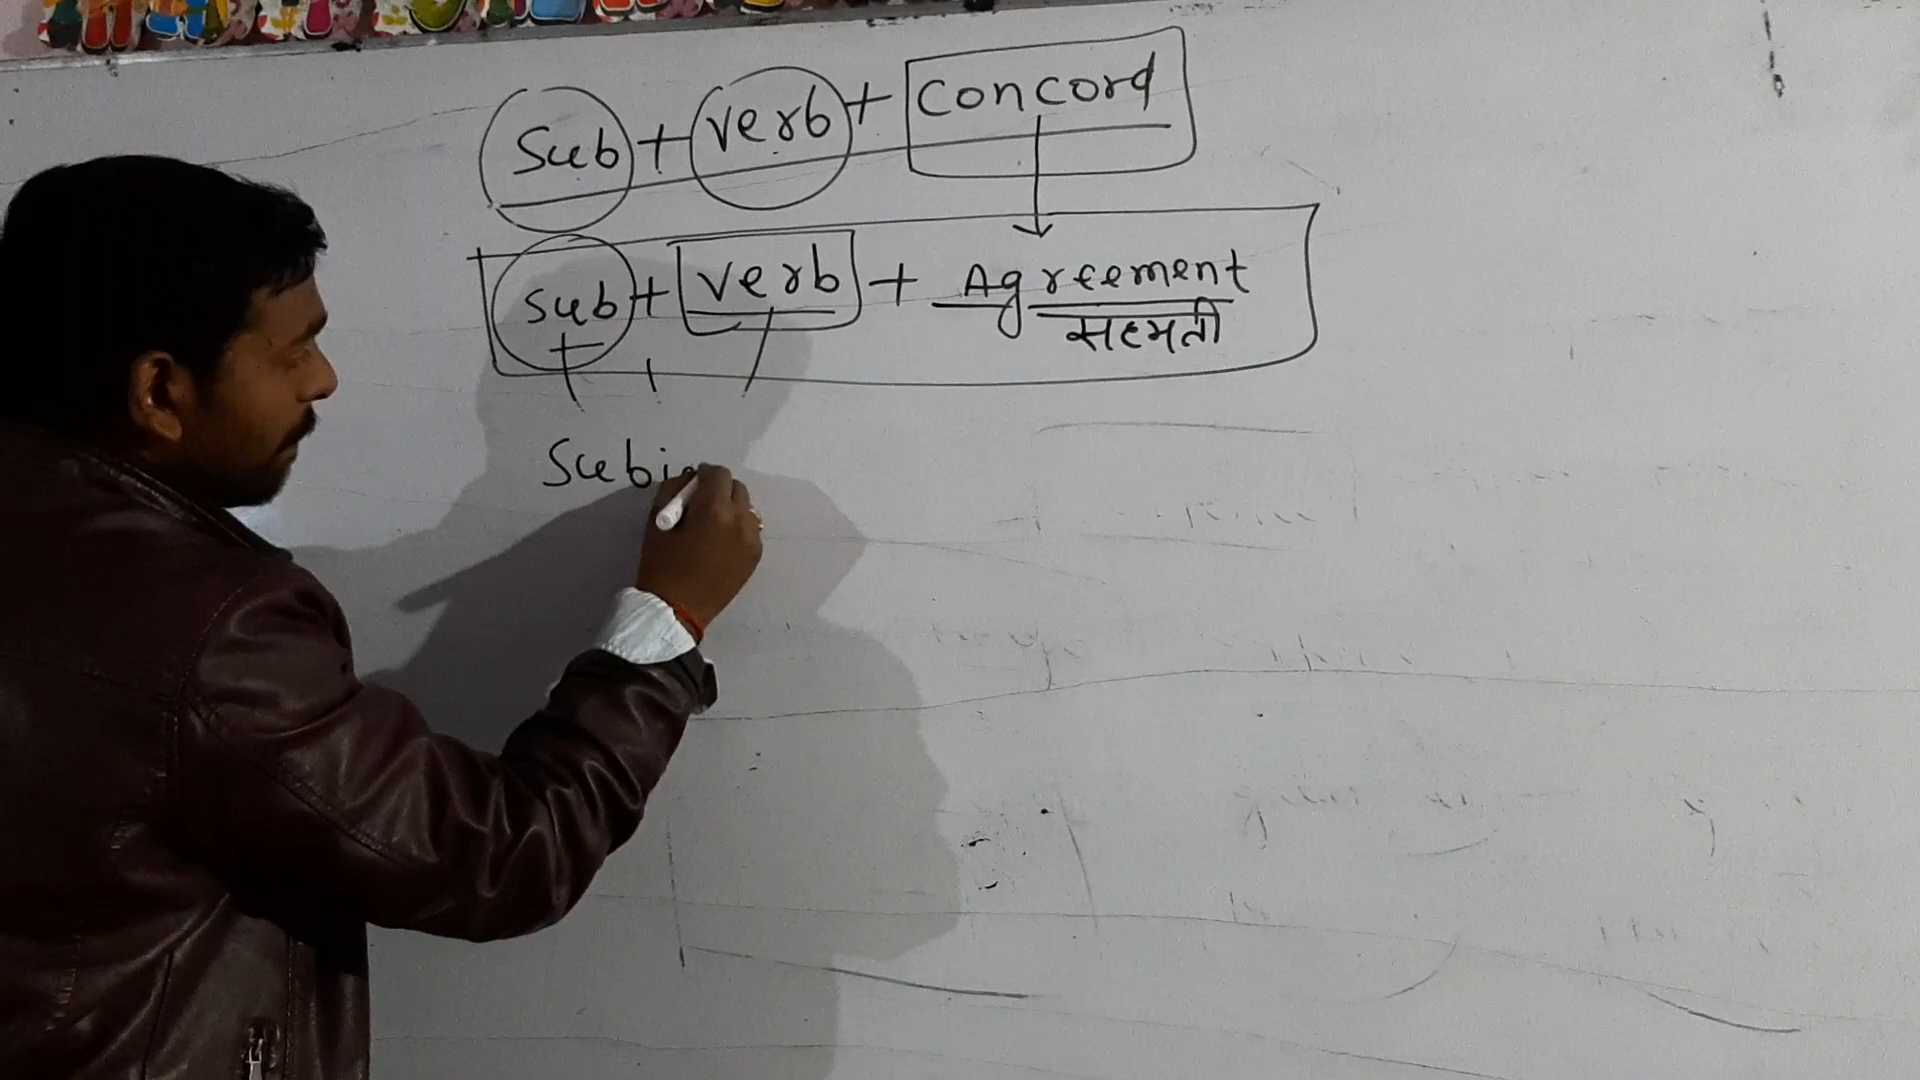 Sub + verb + concord
sub + verb + Agreement
सहमती
Subj